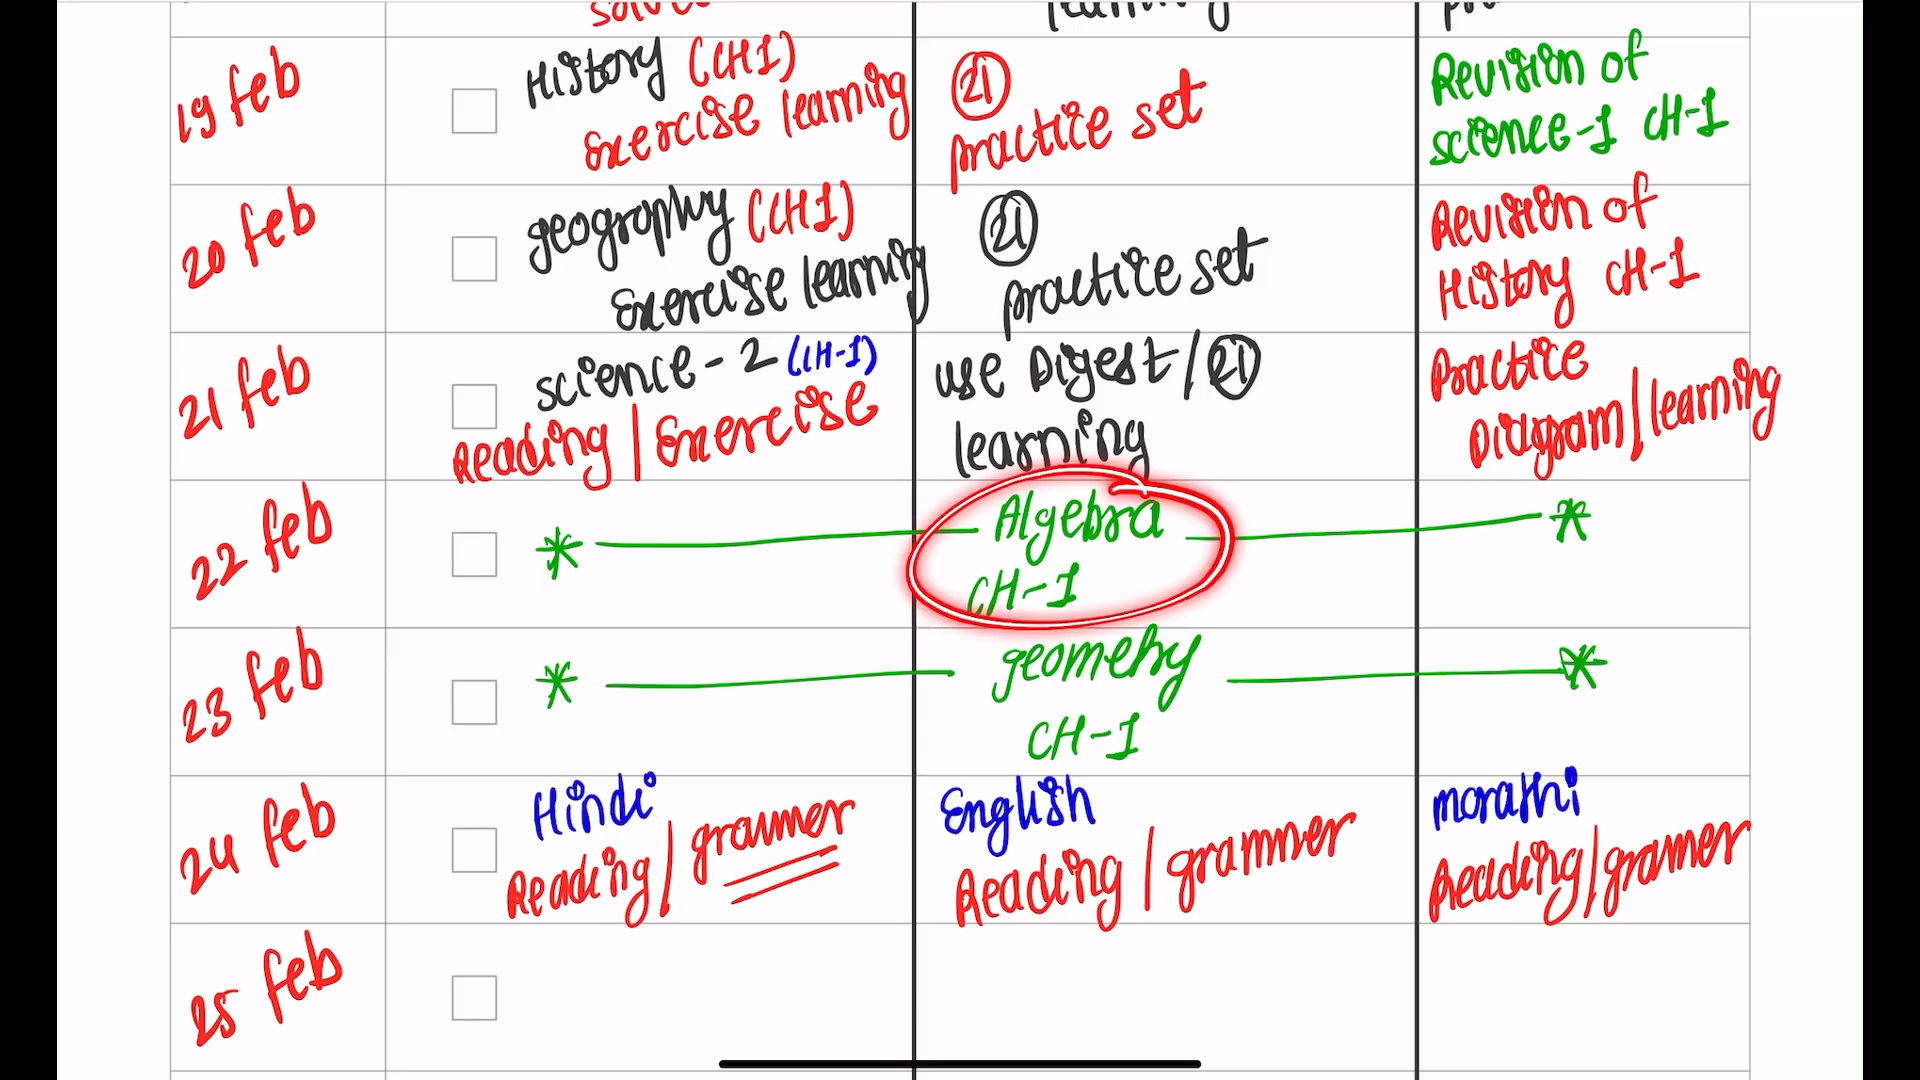 19 feb
History (CH1)
Exercise learning
21
practice set
Revision of
science-1 CH-1
20 feb
geography (CH1)
Exercise learning
21
practice set
Revision of
History CH-1
21 feb
science-2 (CH-1)
Reading | Exercise
use Digest / 21
learning
Practice
Diagram / learning
22 feb
* Algebra *
CH-1
23 feb
* geometry *
CH-1
24 feb
Hindi
Reading / graumer
English
Reading / grammer
morathi
Reading / gramer
25 feb